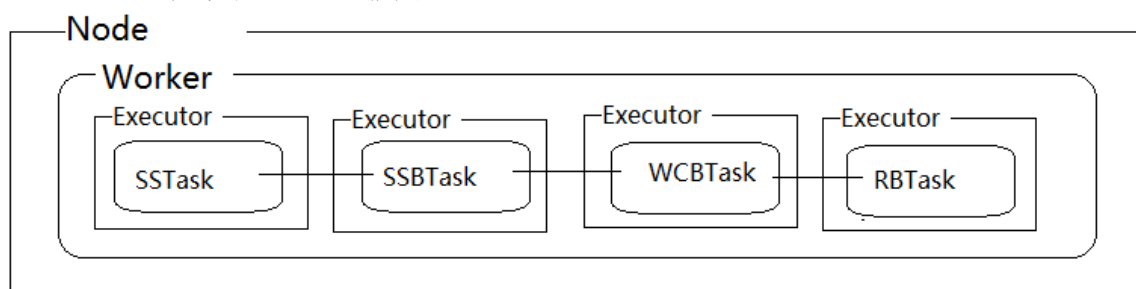 Node
Worker
Executor
Executor
Executor
Executor
SSTask
SSBTask
WCBTask
RBTask